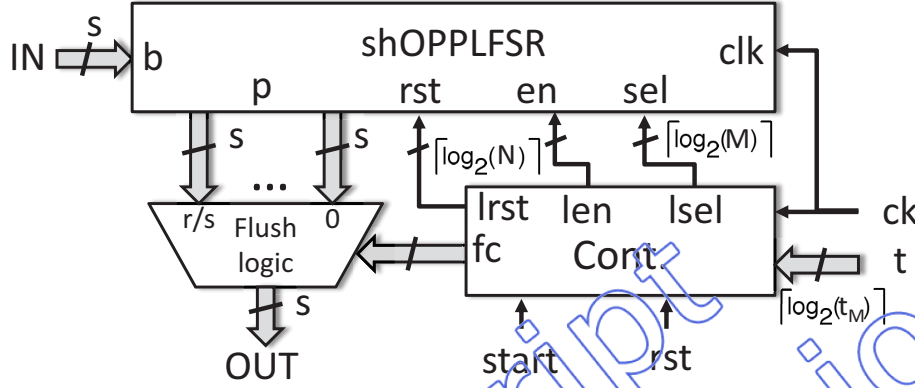 s
IN
b
shOPPLFSR
clk
p
rst
en
sel
s
s
⌈log₂(N)⌉
⌈log₂(M)⌉
...
r/s
0
Flush
logic
lrst
len
lsel
fc
Cont.
ck
t
⌈log₂(t_M)⌉
s
OUT
start
rst